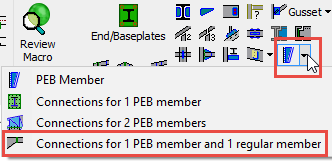 Gusset
Review
Macro
End/Baseplates
PEB Member
Connections for 1 PEB member
Connections for 2 PEB members
Connections for 1 PEB member and 1 regular member